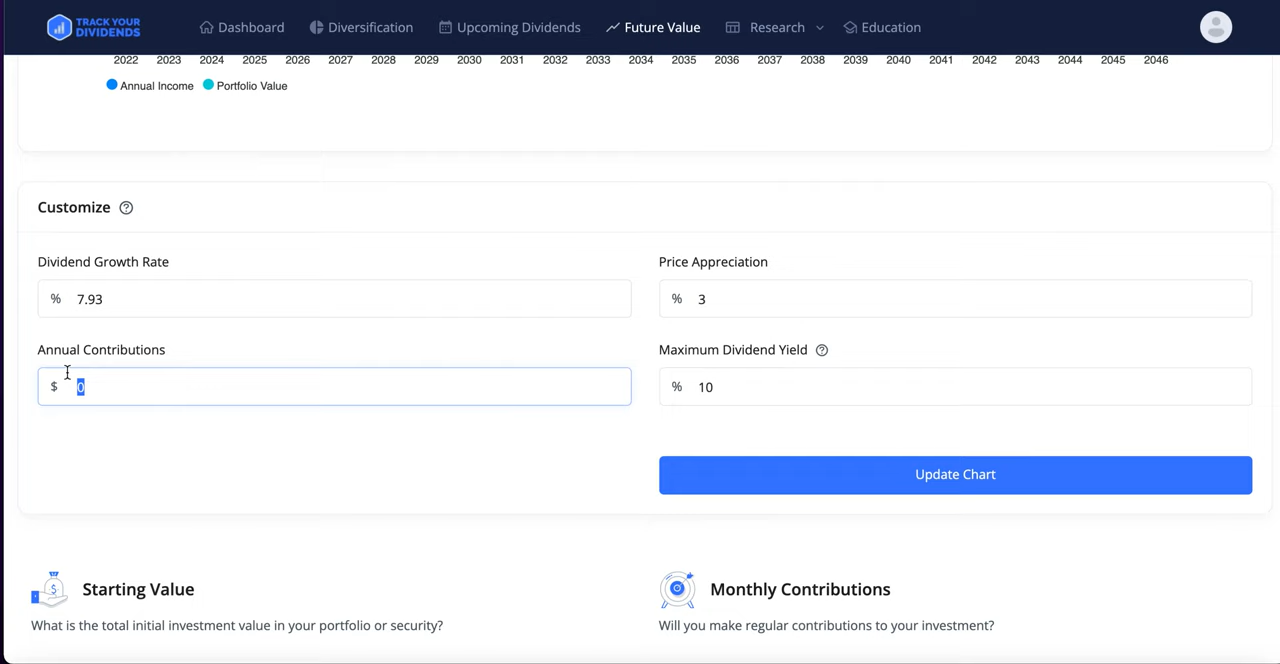 TRACK YOUR DIVIDENDS Dashboard Diversification Upcoming Dividends Future Value Research Education
2022 2023 2024 2025 2026 2027 2028 2029 2030 2031 2032 2033 2034 2035 2036 2037 2038 2039 2040 2041 2042 2043 2044 2045 2046
Annual Income Portfolio Value
Customize ?
Dividend Growth Rate Price Appreciation
% 7.93 % 3
Annual Contributions Maximum Dividend Yield ?
$ 0 % 10
Update Chart
Starting Value Monthly Contributions
What is the total initial investment value in your portfolio or security? Will you make regular contributions to your investment?